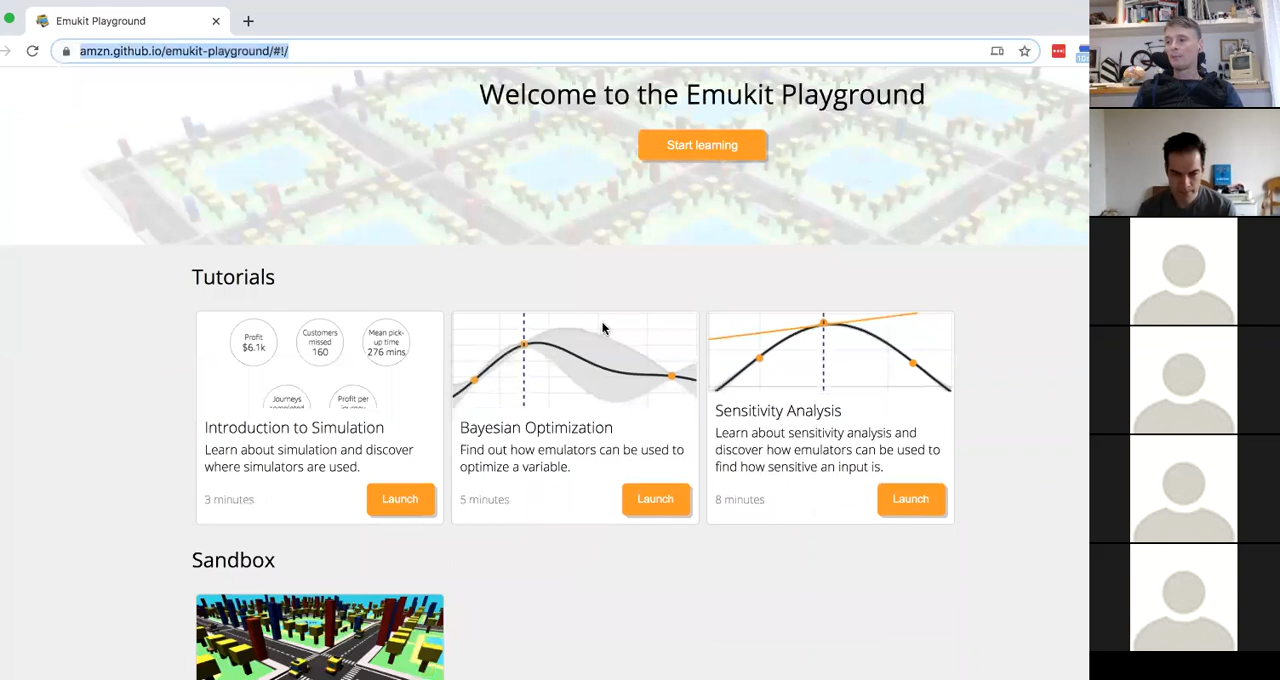 Emukit Playground
amzn.github.io/emukit-playground/#!/
Welcome to the Emukit Playground
Start learning
Tutorials
Profit
$6.1k
Customers
missed
160
Mean pick-
up time
276 mins
Journeys
Profit per
Introduction to Simulation
Learn about simulation and discover
where simulators are used.
3 minutes
Launch
Bayesian Optimization
Find out how emulators can be used to
optimize a variable.
5 minutes
Launch
Sensitivity Analysis
Learn about sensitivity analysis and
discover how emulators can be used to
find how sensitive an input is.
8 minutes
Launch
Sandbox